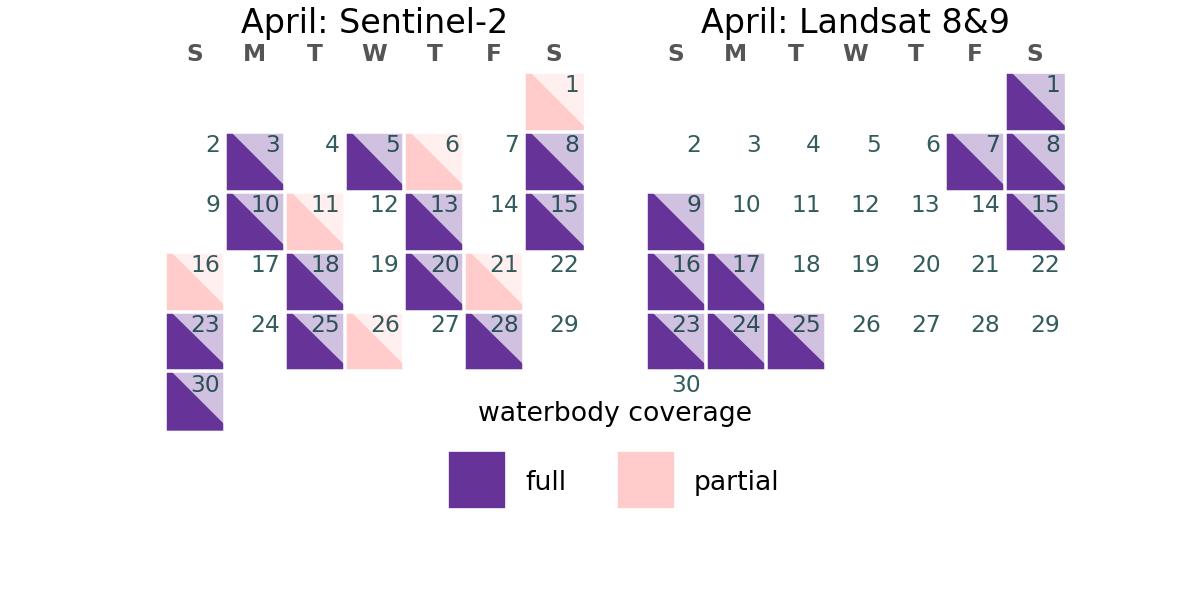 April: Sentinel-2
S M T W T F S
1
2 3 4 5 6 7 8
9 10 11 12 13 14 15
16 17 18 19 20 21 22
23 24 25 26 27 28 29
30
April: Landsat 8&9
S M T W T F S
1
2 3 4 5 6 7 8
9 10 11 12 13 14 15
16 17 18 19 20 21 22
23 24 25 26 27 28 29
30
waterbody coverage
full partial